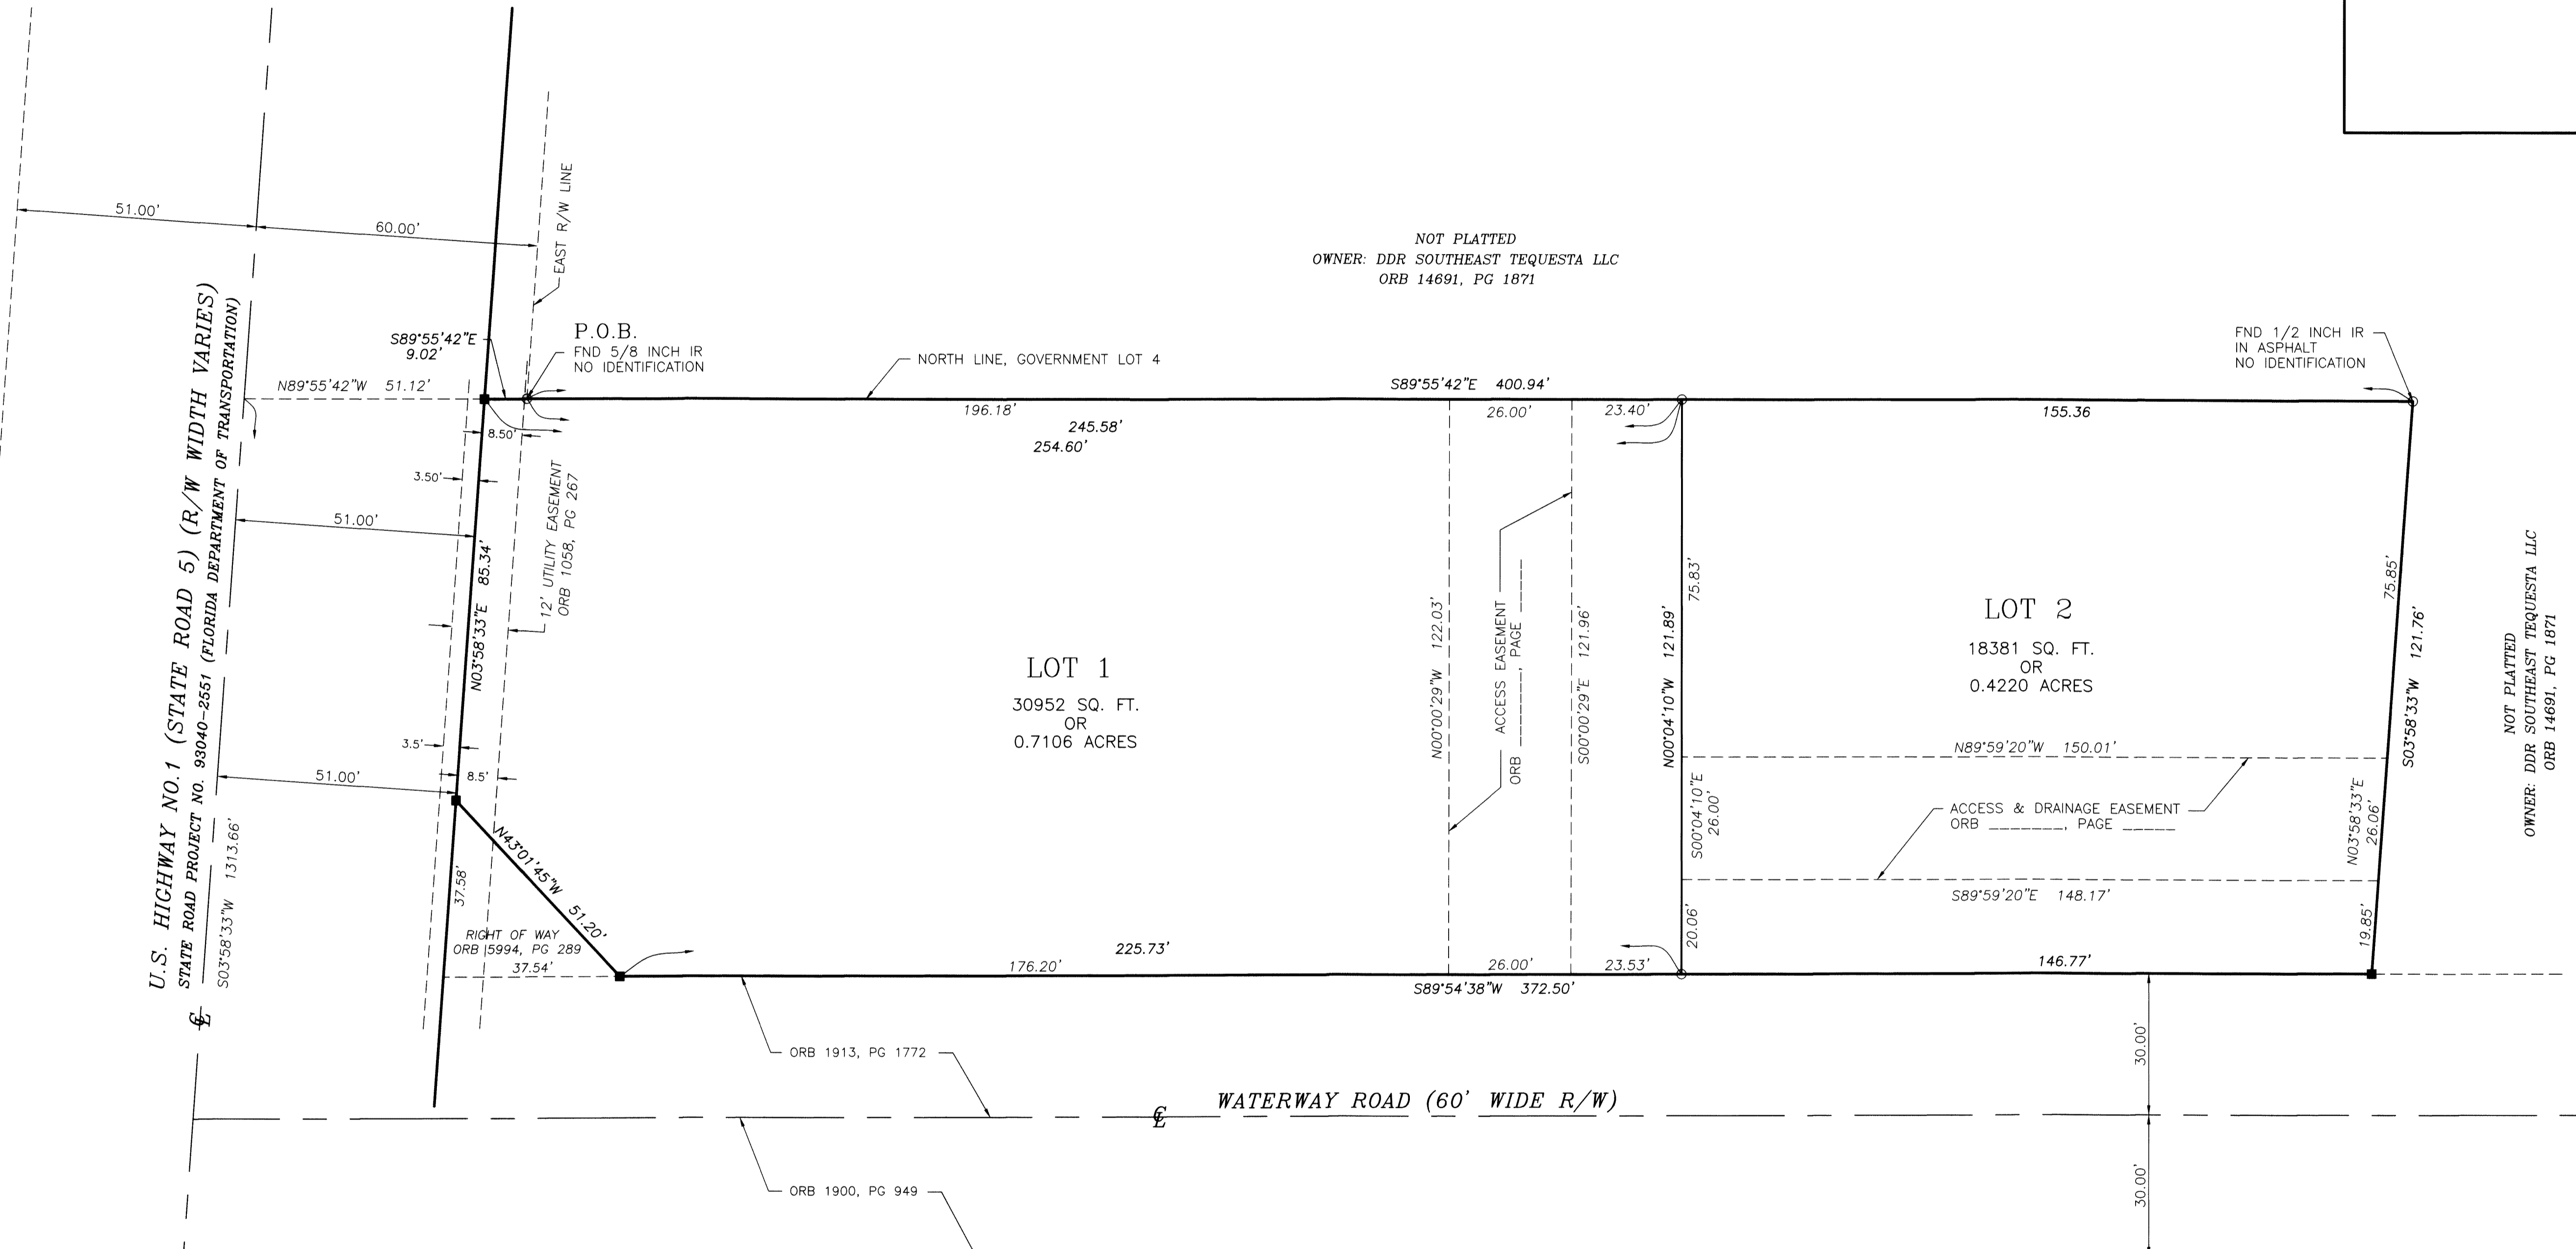 51.00'
60.00'
EAST R/W LINE
NOT PLATTED
OWNER: DDR SOUTHEAST TEQUESTA LLC
ORB 14691, PG 1871
U.S. HIGHWAY NO.1 (STATE ROAD 5) (R/W WIDTH VARIES)
STATE ROAD PROJECT NO. 93040-2551 (FLORIDA DEPARTMENT OF TRANSPORTATION)
S03°58'33"W 1313.66'
℄
S89°55'42"E
9.02'
P.O.B.
FND 5/8 INCH IR
NO IDENTIFICATION
NORTH LINE, GOVERNMENT LOT 4
FND 1/2 INCH IR
IN ASPHALT
NO IDENTIFICATION
N89°55'42"W 51.12'
S89°55'42"E 400.94'
196.18'
26.00'
23.40'
155.36
245.58'
254.60'
8.50'
3.50'
51.00'
N03°58'33"E 85.34'
12' UTILITY EASEMENT
ORB 1058, PG 267
3.5'
8.5'
51.00'
37.58'
N43°01'45"W 51.20'
RIGHT OF WAY
ORB 5994, PG 289
37.54'
LOT 1
30952 SQ. FT.
OR
0.7106 ACRES
N00°00'29"W 122.03'
ACCESS EASEMENT
ORB _______, PAGE _____
S00°00'29"E 121.96'
N00°04'10"W 121.89'
75.83'
S00°04'10"E
26.00'
20.06'
LOT 2
18381 SQ. FT.
OR
0.4220 ACRES
N89°59'20"W 150.01'
ACCESS & DRAINAGE EASEMENT
ORB _______, PAGE _____
S89°59'20"E 148.17'
75.85'
S03°58'33"W 121.76'
N03°58'33"E
26.06'
19.85'
NOT PLATTED
OWNER: DDR SOUTHEAST TEQUESTA LLC
ORB 14691, PG 1871
225.73'
176.20'
26.00'
23.53'
146.77'
S89°54'38"W 372.50'
ORB 1913, PG 1772
℄
WATERWAY ROAD (60' WIDE R/W)
30.00'
ORB 1900, PG 949
30.00'